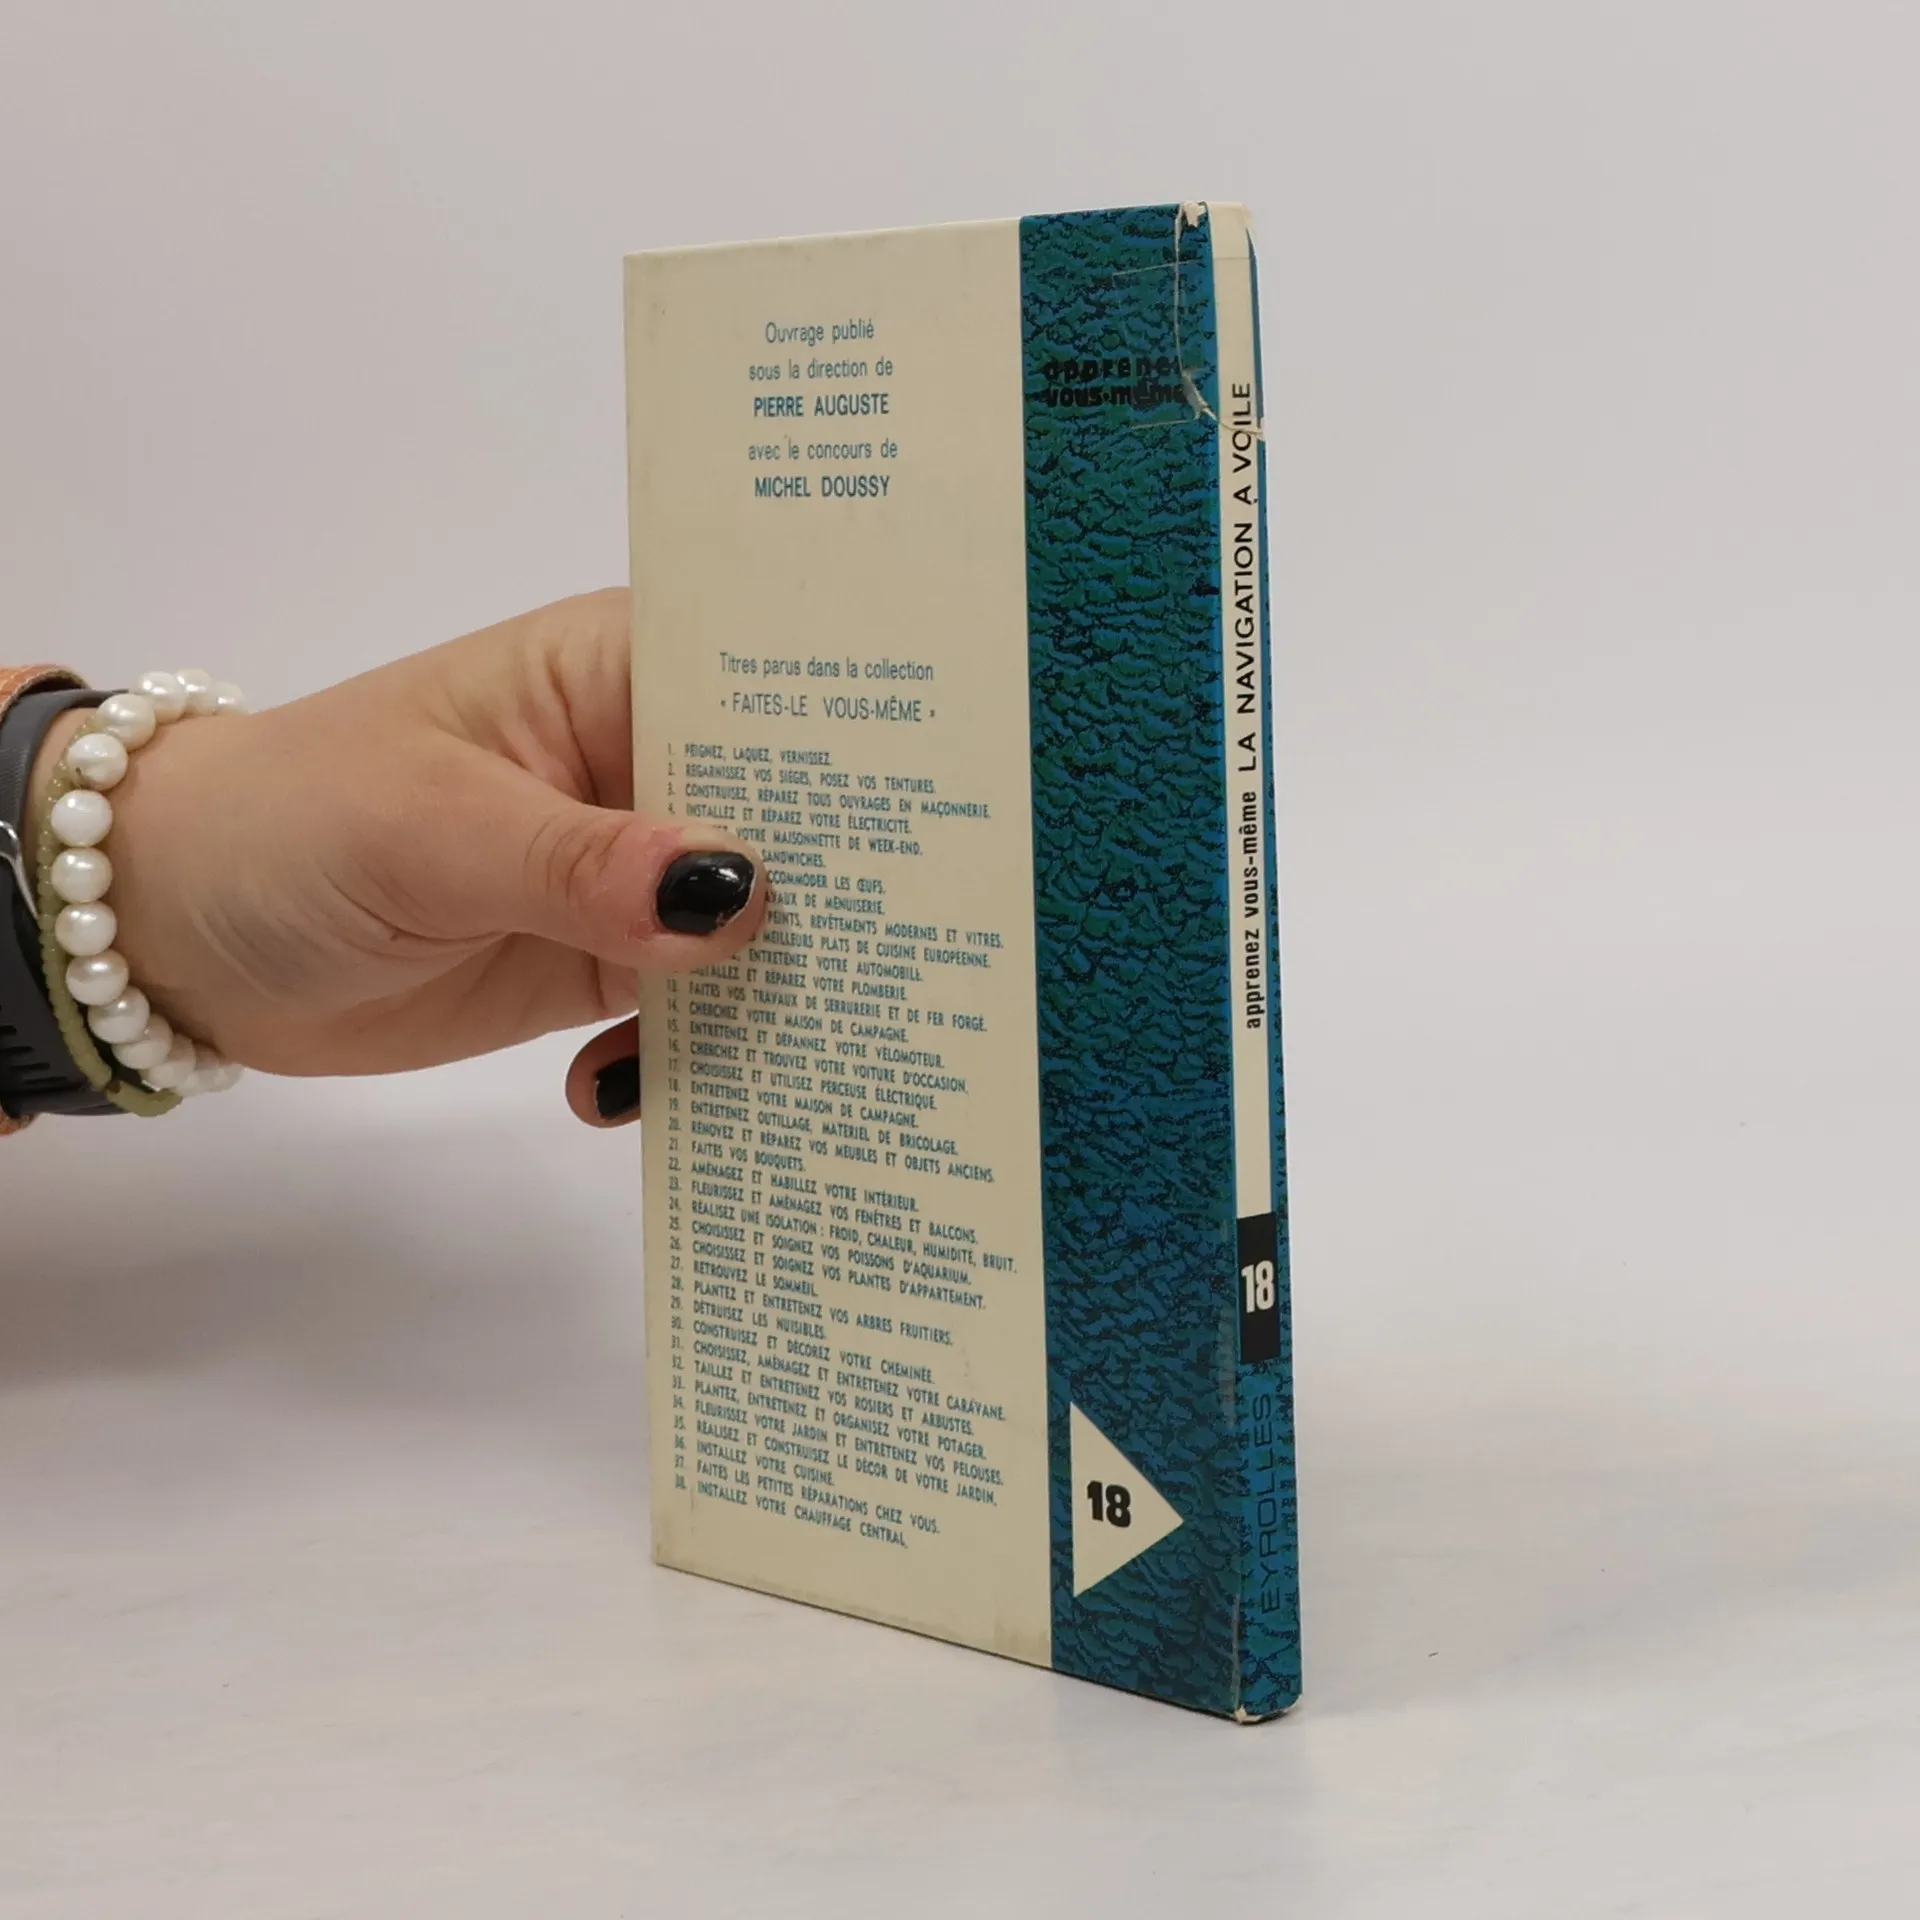 Ouvrage publié
sous la direction de
PIERRE AUGUSTE
avec le concours de
MICHEL DOUSSY
Titres parus dans la collection
« FAITES-LE VOUS-MÊME »
1. PEIGNEZ, LAQUEZ, VERNISSEZ.
2. REGARNISSEZ VOS SIÈGES, POSEZ VOS TENTURES.
3. CONSTRUISEZ, RÉPAREZ TOUS OUVRAGES EN MAÇONNERIE.
4. INSTALLEZ ET RÉPAREZ VOTRE ÉLECTRICITÉ.
VOTRE MAISONNETTE DE WEEK-END.
SANDWICHES.
CCOMMODER LES ŒUFS.
AVAUX DE MENUISERIE.
PEINTS, REVÊTEMENTS MODERNES ET VITRES.
MEILLEURS PLATS DE CUISINE EUROPÉENNE.
ENTRETENEZ VOTRE AUTOMOBILE.
INSTALLEZ ET RÉPAREZ VOTRE PLOMBERIE.
13. FAITES VOS TRAVAUX DE SERRURERIE ET DE FER FORGÉ.
14. CHERCHEZ VOTRE MAISON DE CAMPAGNE.
15. ENTRETENEZ ET DÉPANNEZ VOTRE VÉLOMOTEUR.
16. CHERCHEZ ET TROUVEZ VOTRE VOITURE D'OCCASION.
17. CHOISISSEZ ET UTILISEZ PERCEUSE ÉLECTRIQUE.
18. ENTRETENEZ VOTRE MAISON DE CAMPAGNE.
19. ENTRETENEZ OUTILLAGE, MATÉRIEL DE BRICOLAGE.
20. RÉNOVEZ ET RÉPAREZ VOS MEUBLES ET OBJETS ANCIENS.
21. FAITES VOS BOUQUETS.
22. AMÉNAGEZ ET HABILLEZ VOTRE INTÉRIEUR.
23. FLEURISSEZ ET AMÉNAGEZ VOS FENÊTRES ET BALCONS.
24. RÉALISEZ UNE ISOLATION : FROID, CHALEUR, HUMIDITÉ, BRUIT.
25. CHOISISSEZ ET SOIGNEZ VOS POISSONS D'AQUARIUM.
26. CHOISISSEZ ET SOIGNEZ VOS PLANTES D'APPARTEMENT.
27. RETROUVEZ LE SOMMEIL.
28. PLANTEZ ET ENTRETENEZ VOS ARBRES FRUITIERS.
29. DÉTRUISEZ LES NUISIBLES.
30. CONSTRUISEZ ET DÉCOREZ VOTRE CHEMINÉE.
31. CHOISISSEZ, AMÉNAGEZ ET ENTRETENEZ VOTRE CARAVANE.
32. TAILLEZ ET ENTRETENEZ VOS ROSIERS ET ARBUSTES.
33. PLANTEZ, ENTRETENEZ ET ORGANISEZ VOTRE POTAGER.
34. FLEURISSEZ VOTRE JARDIN ET ENTRETENEZ VOS PELOUSES.
35. RÉALISEZ ET CONSTRUISEZ LE DÉCOR DE VOTRE JARDIN.
36. INSTALLEZ VOTRE CUISINE.
37. FAITES LES PETITES RÉPARATIONS CHEZ VOUS.
38. INSTALLEZ VOTRE CHAUFFAGE CENTRAL.
apprenez
vous-même
18
apprenez vous-même LA NAVIGATION A VOILE
18
EYROLLES